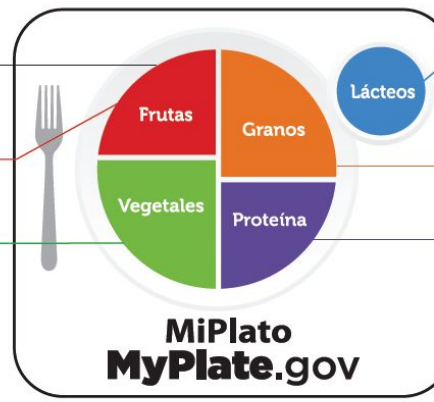 Lácteos
Frutas
Granos
Vegetales
Proteína
MiPlato
MyPlate.gov